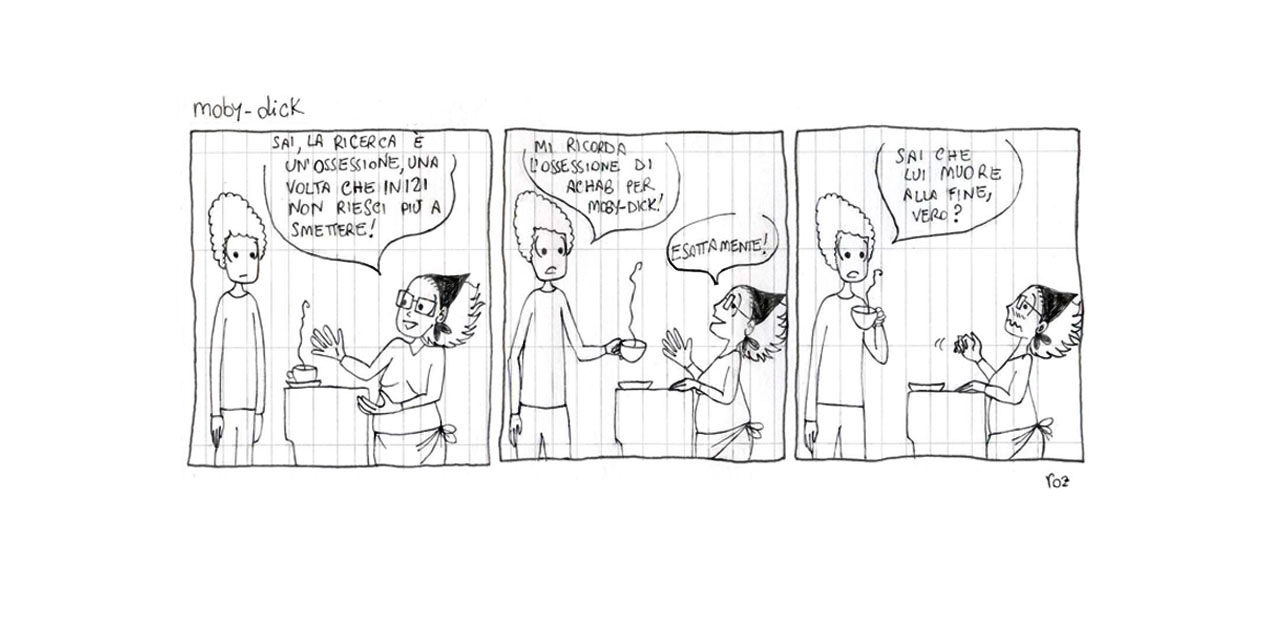 moby-dick
SAI, LA RICERCA È
UN'OSSESSIONE, UNA
VOLTA CHE INIZI
NON RIESCI PIÙ A
SMETTERE!
MI RICORDA
L'OSSESSIONE DI
ACHAB PER
MOBY-DICK!
ESATTAMENTE!
SAI CHE
LUI MUORE
ALLA FINE,
VERO?
roz